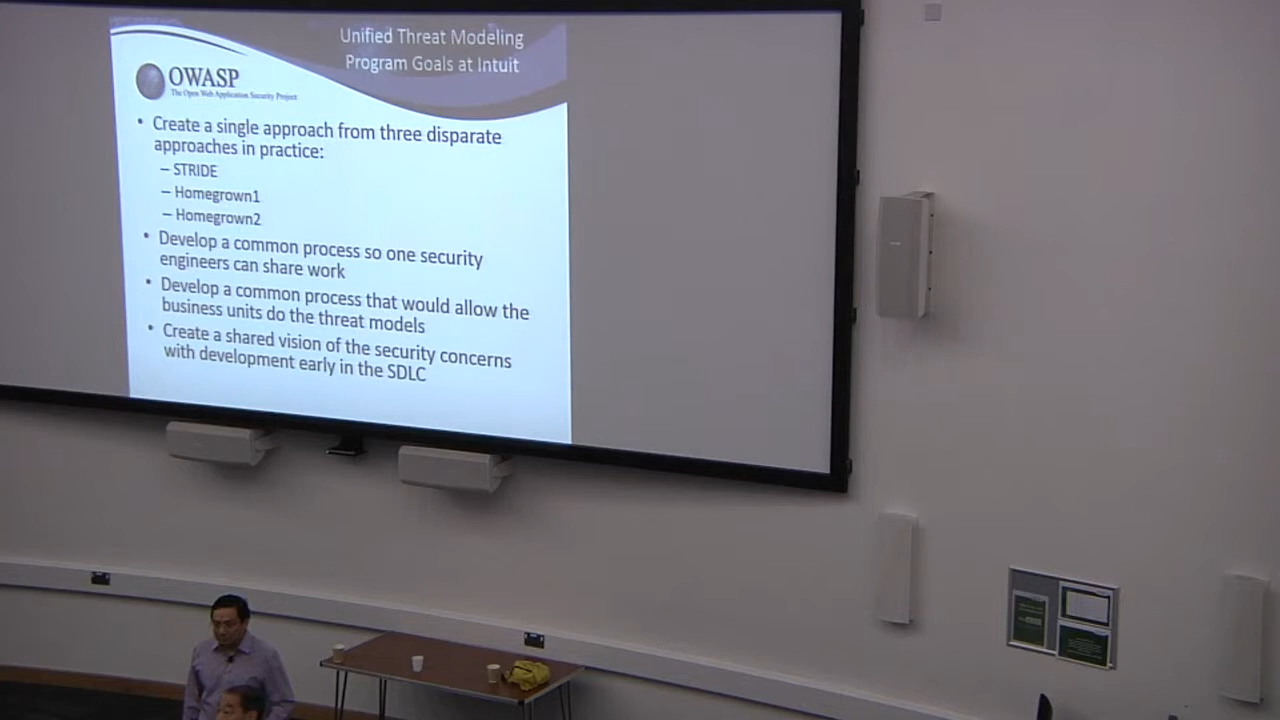 Unified Threat Modeling
Program Goals at Intuit
OWASP
The Open Web Application Security Project
• Create a single approach from three disparate
approaches in practice:
– STRIDE
– Homegrown1
– Homegrown2
• Develop a common process so one security
engineers can share work
• Develop a common process that would allow the
business units do the threat models
• Create a shared vision of the security concerns
with development early in the SDLC